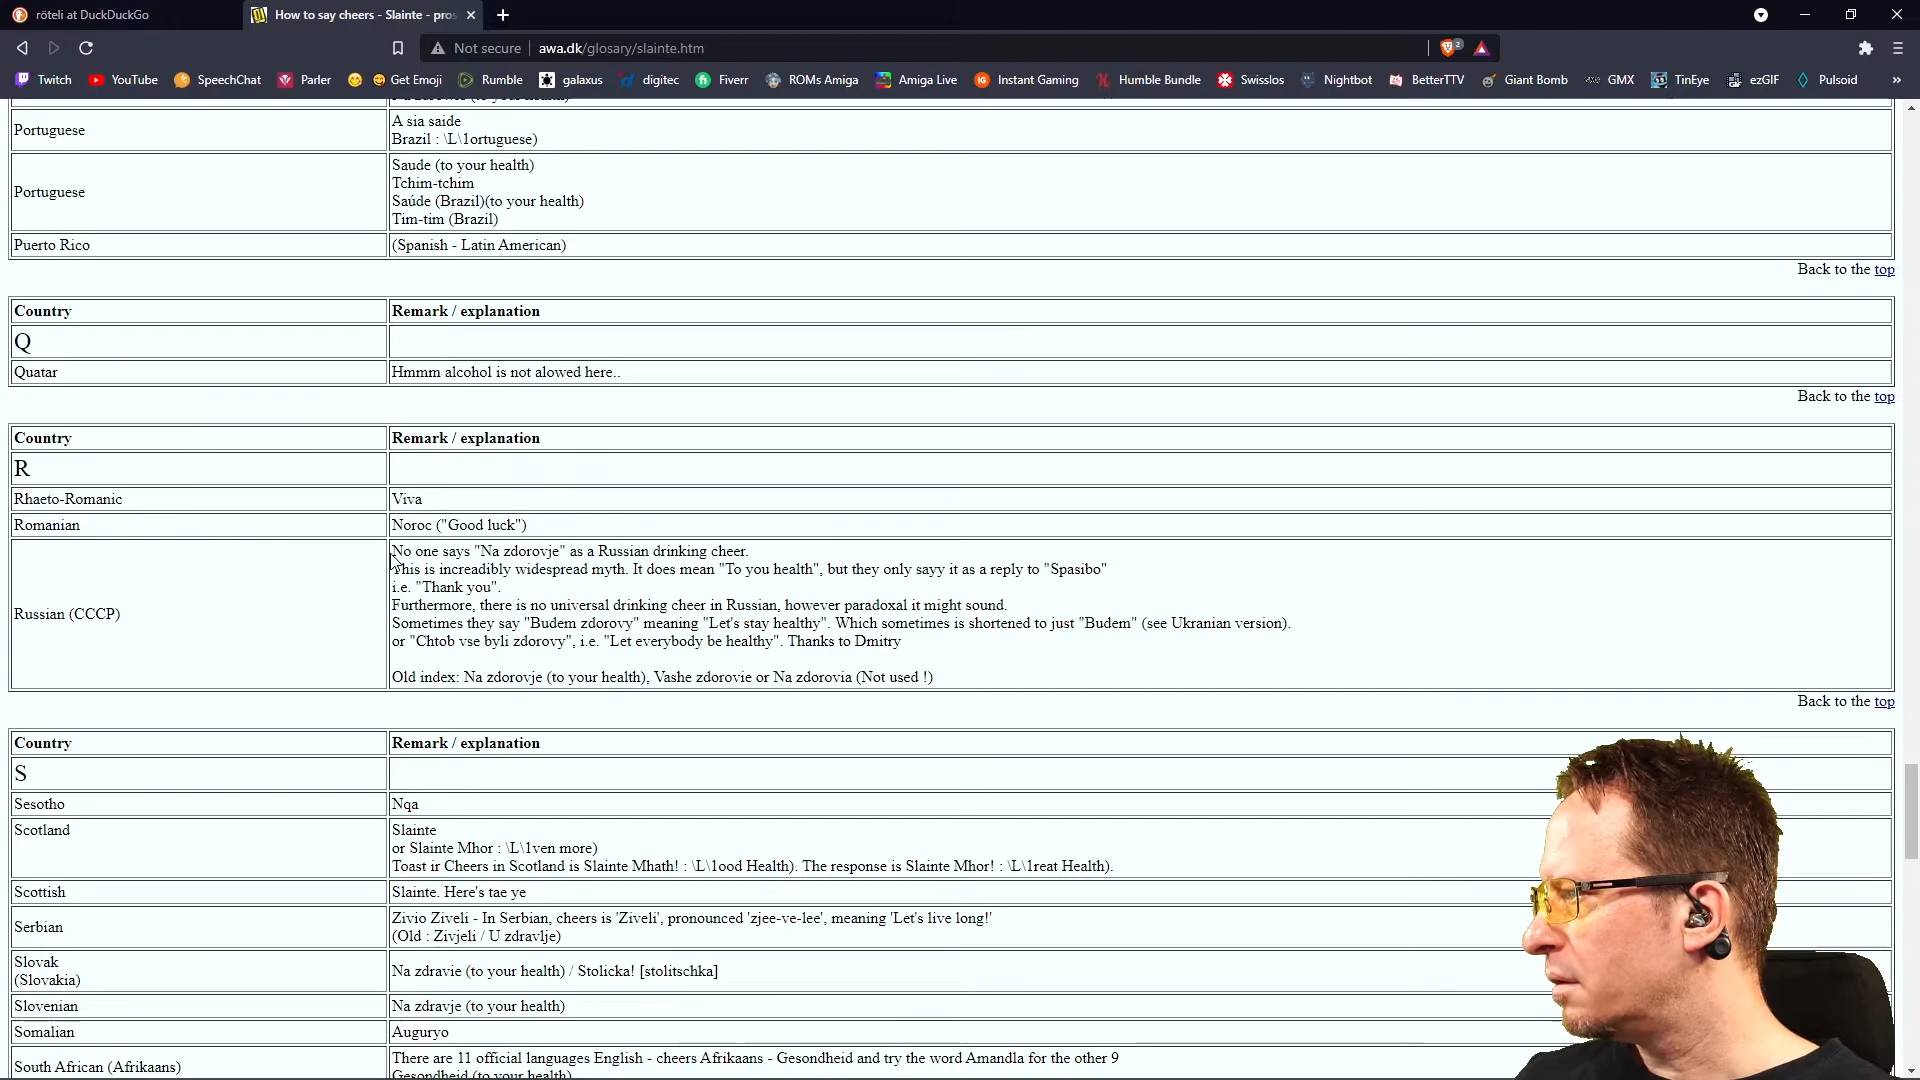 röteli at DuckDuckGo
How to say cheers - Slainte - pros
Not secure
awa.dk/glosary/slainte.htm
2
Twitch
YouTube
SpeechChat
Parler
Get Emoji
Rumble
galaxus
digitec
Fiverr
ROMs Amiga
Amiga Live
Instant Gaming
Humble Bundle
Swisslos
Nightbot
BetterTTV
Giant Bomb
GMX
TinEye
ezGIF
Pulsoid
Portuguese
A sia saide
Brazil : \L\1ortuguese)
Portuguese
Saude (to your health)
Tchim-tchim
Saúde (Brazil)(to your health)
Tim-tim (Brazil)
Puerto Rico
(Spanish - Latin American)
Back to the top
Country
Remark / explanation
Q
Quatar
Hmmm alcohol is not alowed here..
Back to the top
Country
Remark / explanation
R
Rhaeto-Romanic
Viva
Romanian
Noroc ("Good luck")
Russian (CCCP)
No one says "Na zdorovje" as a Russian drinking cheer.
This is increadibly widespread myth. It does mean "To you health", but they only sayy it as a reply to "Spasibo"
i.e. "Thank you".
Furthermore, there is no universal drinking cheer in Russian, however paradoxal it might sound.
Sometimes they say "Budem zdorovy" meaning "Let's stay healthy". Which sometimes is shortened to just "Budem" (see Ukranian version).
or "Chtob vse byli zdorovy", i.e. "Let everybody be healthy". Thanks to Dmitry
Old index: Na zdorovje (to your health), Vashe zdorovie or Na zdorovia (Not used !)
Back to the top
Country
Remark / explanation
S
Sesotho
Nqa
Scotland
Slainte
or Slainte Mhor : \L\1ven more)
Toast ir Cheers in Scotland is Slainte Mhath! : \L\1ood Health). The response is Slainte Mhor! : \L\1reat Health).
Scottish
Slainte. Here's tae ye
Serbian
Zivio Ziveli - In Serbian, cheers is 'Ziveli', pronounced 'zjee-ve-lee', meaning 'Let's live long!'
(Old : Zivjeli / U zdravlje)
Slovak
(Slovakia)
Na zdravie (to your health) / Stolicka! [stolitschka]
Slovenian
Na zdravje (to your health)
Somalian
Auguryo
South African (Afrikaans)
There are 11 official languages English - cheers Afrikaans - Gesondheid and try the word Amandla for the other 9
Gesondheid (to your health)